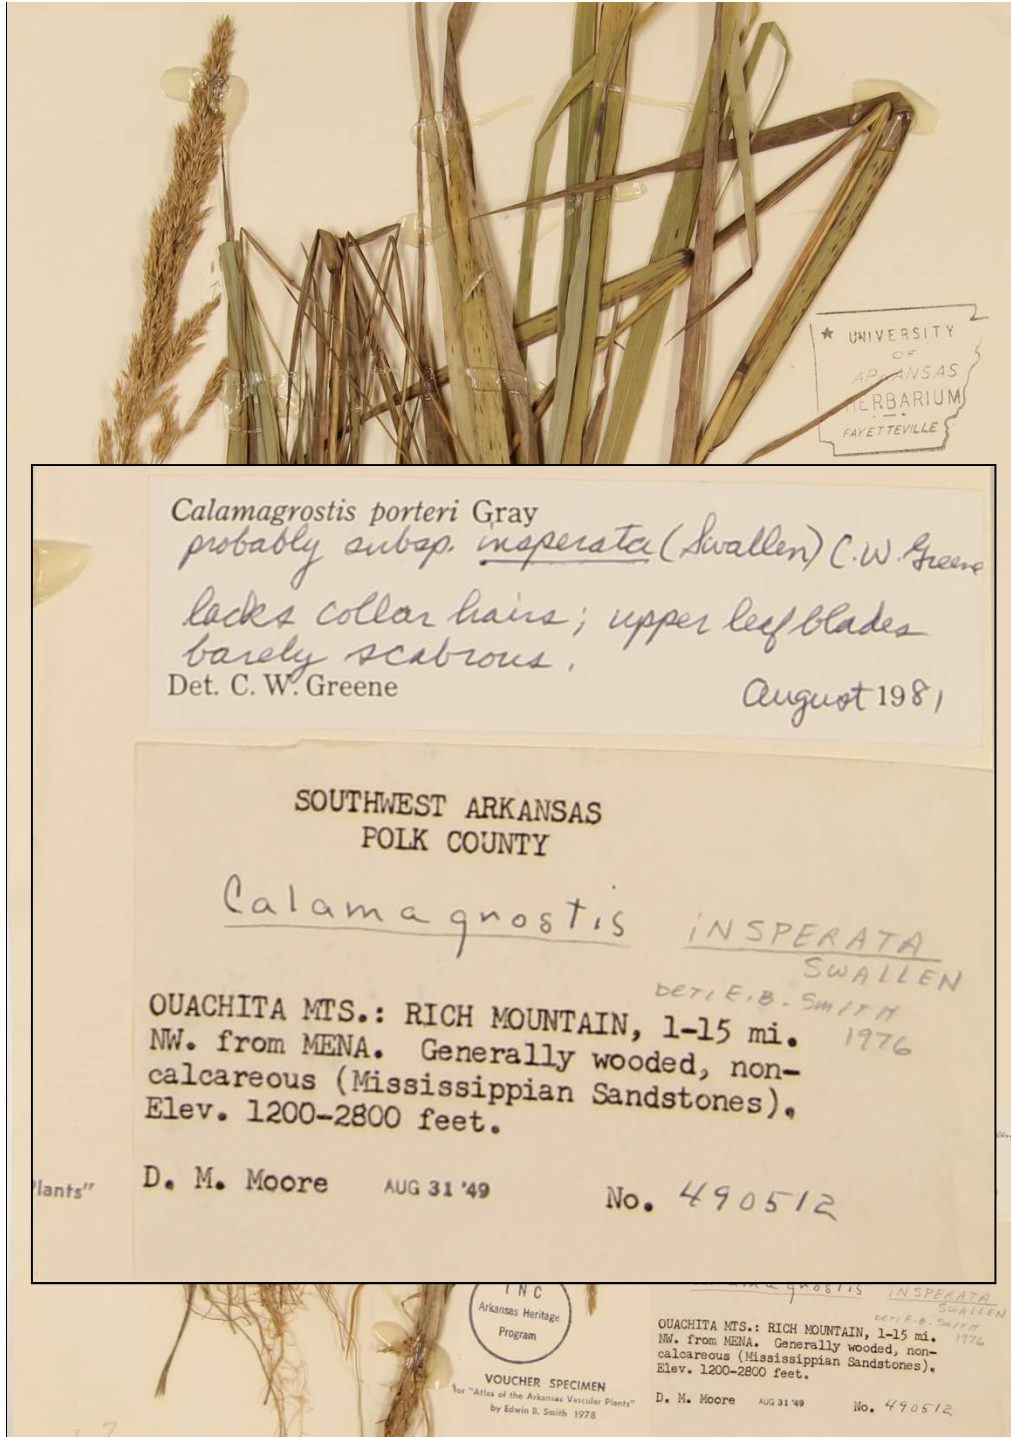 ★ UNIVERSITY
OF
ARKANSAS
HERBARIUM
FAYETTEVILLE
Calamagrostis porteri Gray
probably subsp. insperata (Swallen) C. W. Greene
lacks collar hairs; upper leaf blades
barely scabrous.
Det. C. W. Greene August 1981
SOUTHWEST ARKANSAS
POLK COUNTY
Calamagnostis INSPERATA
SWALLEN
DET: E. B. SMITH
1976
OUACHITA MTS.: RICH MOUNTAIN, 1-15 mi.
NW. from MENA. Generally wooded, non-
calcareous (Mississippian Sandstones).
Elev. 1200-2800 feet.
D. M. Moore AUG 31 '49 No. 490512
Plants"
INC
Arkansas Heritage
Program
VOUCHER SPECIMEN
for "Atlas of the Arkansas Vascular Plants"
by Edwin B. Smith 1978
INSPERATA
SWALLEN
DET: E. B. SMITH
1976
OUACHITA MTS.: RICH MOUNTAIN, 1-15 mi.
NW. from MENA. Generally wooded, non-
calcareous (Mississippian Sandstones).
Elev. 1200-2800 feet.
D. M. Moore AUG 31 '49 No. 490512